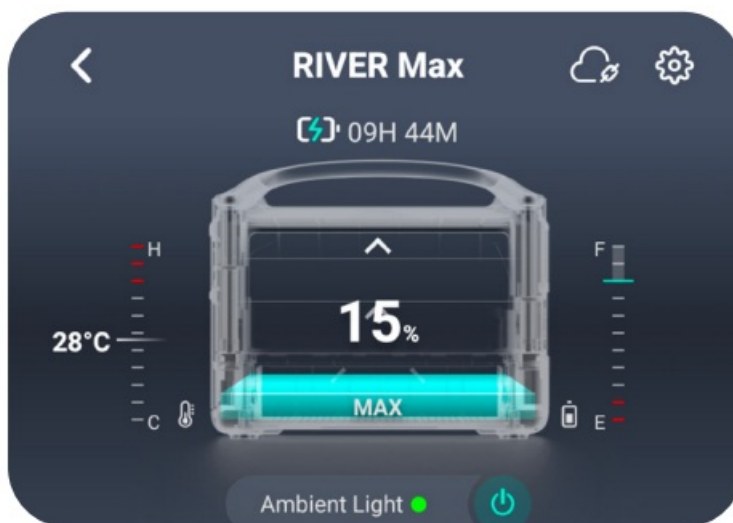 RIVER Max
09H 44M
H
F
15%
28°C
MAX
C
E
Ambient Light